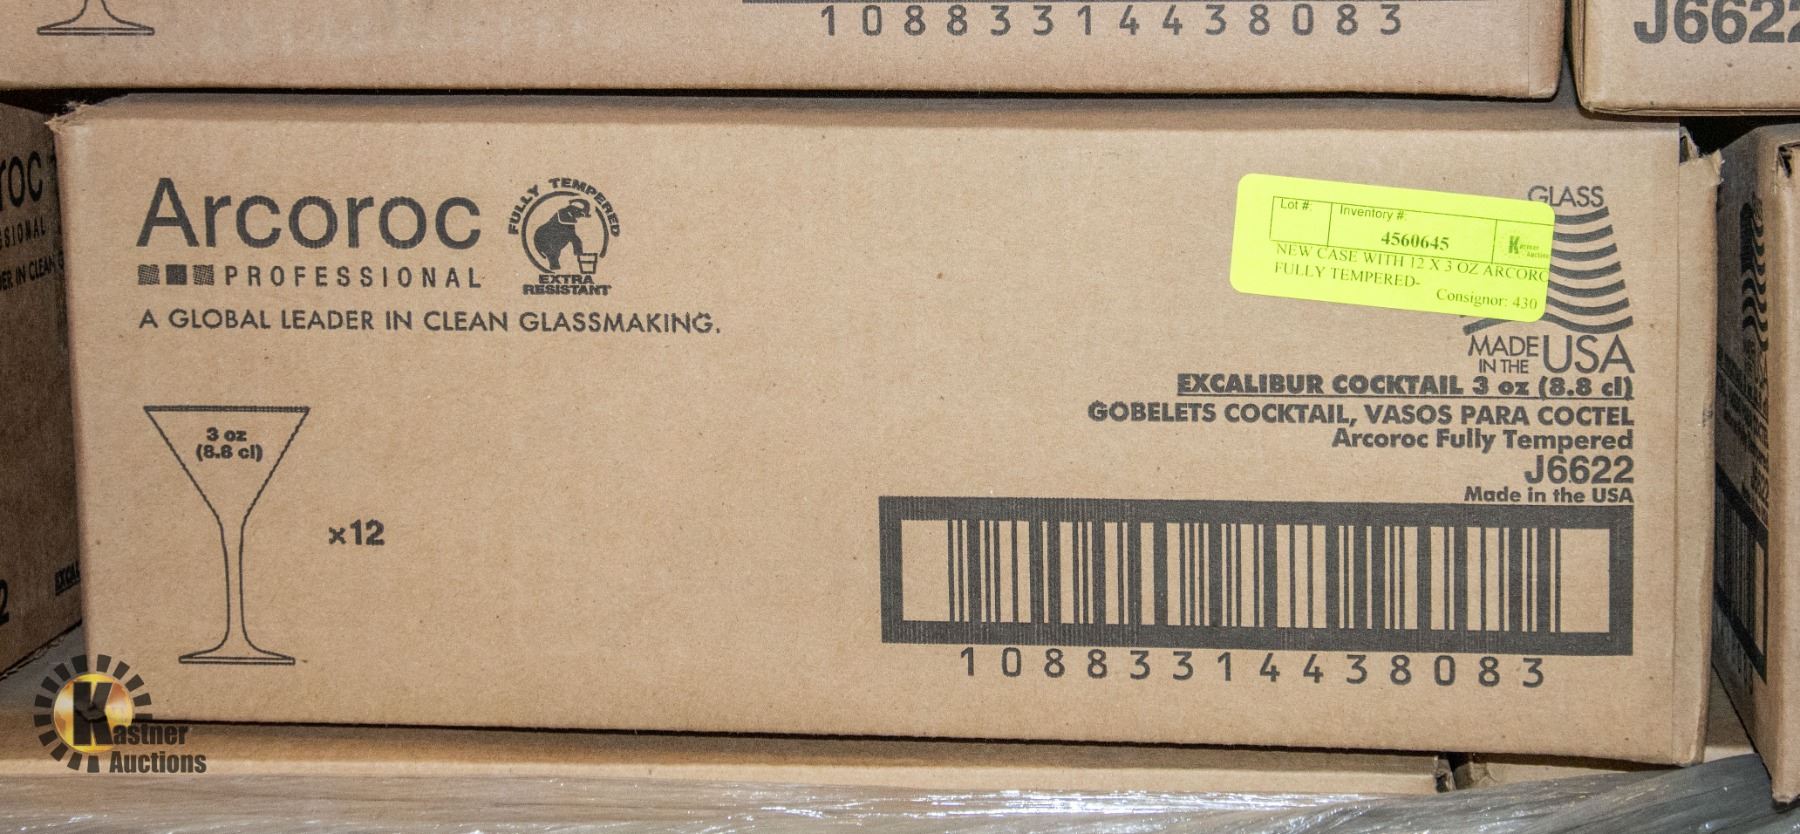 10883314438083
J6622
Arcoroc
PROFESSIONAL
FULLY TEMPERED
EXTRA
RESISTANT
A GLOBAL LEADER IN CLEAN GLASSMAKING.
3 oz
(8.8 cl)
x12
GLASS
Lot #: Inventory #:
4560645
Kastner Auctions
NEW CASE WITH 12 X 3 OZ ARCOROC
FULLY TEMPERED-
Consignor: 430
MADE IN THE USA
EXCALIBUR COCKTAIL 3 oz (8.8 cl)
GOBELETS COCKTAIL, VASOS PARA COCTEL
Arcoroc Fully Tempered
J6622
Made in the USA
10883314438083
Kastner
Auctions